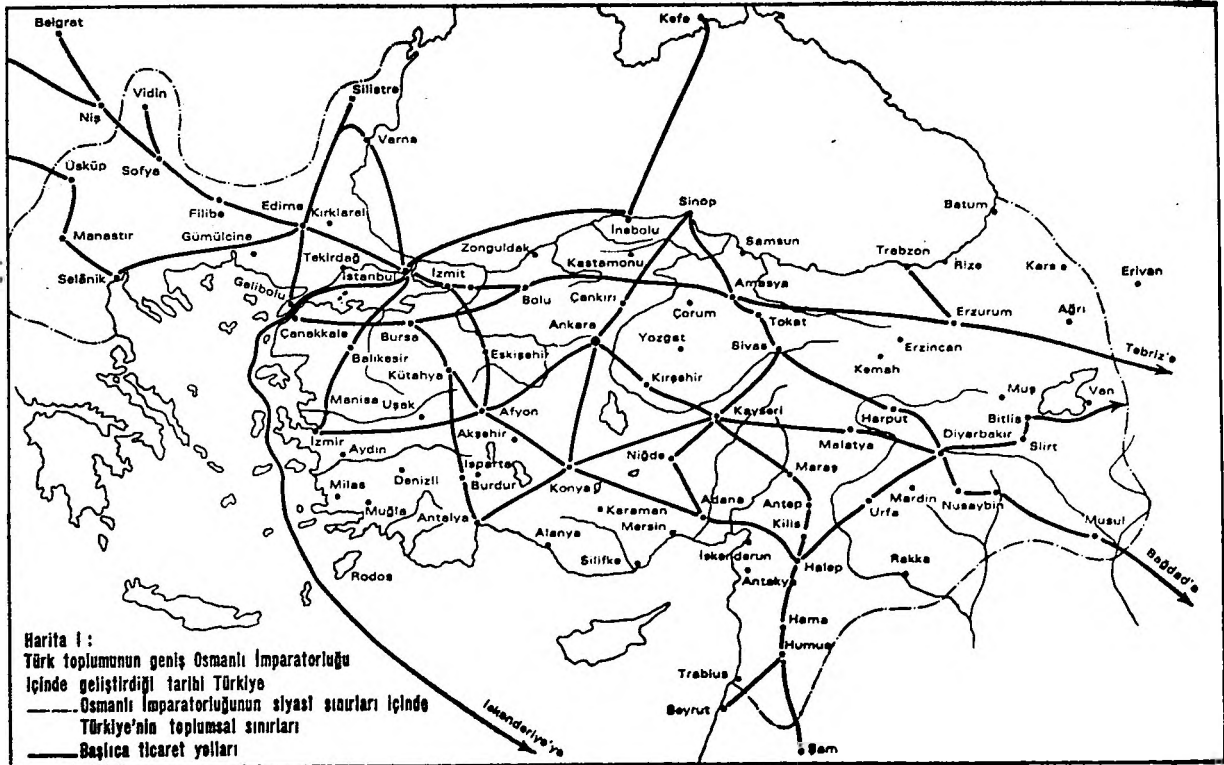 Belgrat
Kefe
Vidin
Silistre
Niş
Varna
Üsküp
Sofya
Edirne
Kırklareli
Sinop
Batum
Filibe
İnebolu
Manastır
Gümülcine
Zonguldak
Samsun
Trabzon
Rize
Kars
Erivan
Tekirdağ
İstanbul
İzmit
Kastamonu
Selânik
Gelibolu
Bolu
Çankırı
Amasya
Çorum
Tokat
Erzurum
Ağrı
Çanakkale
Bursa
Ankara
Yozgat
Sivas
Erzincan
Tebriz'e
Balıkesir
Eskişehir
Kemah
Kütahya
Kırşehir
Muş
Van
Manisa
Uşak
Afyon
Kayseri
Harput
Bitlis
İzmir
Akşehir
Malatya
Diyarbakır
Siirt
Aydın
Niğde
Isparta
Maraş
Milas
Denizli
Burdur
Konya
Adana
Antep
Mardin
Nusaybin
Muğla
Antalya
Karaman
Mersin
Kilis
Urfa
Musul
Alanya
Silifke
İskenderun
Halep
Rakka
Rodos
Antakya
Bağdad'a
Hama
Humus
Trablus
Beyrut
İskenderiye'ye
Şam
Harita I :
Türk toplumunun geniş Osmanlı İmparatorluğu
içinde geliştirdiği tarihi Türkiye
Osmanlı İmparatorluğunun siyasî sınırları içinde
Türkiye'nin toplumsal sınırları
Başlıca ticaret yolları